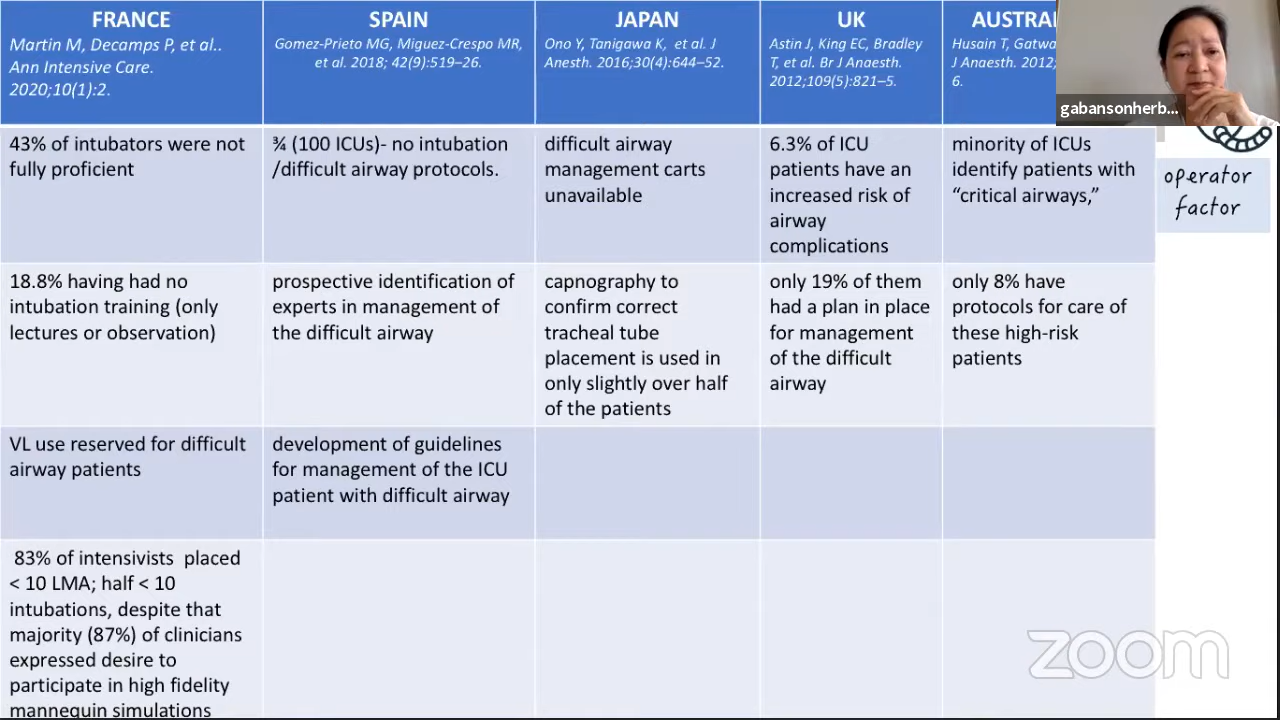 FRANCE
Martin M, Decamps P, et al..
Ann Intensive Care.
2020;10(1):2.
SPAIN
Gomez-Prieto MG, Miguez-Crespo MR,
et al. 2018; 42(9):519–26.
JAPAN
Ono Y, Tanigawa K, et al. J
Anesth. 2016;30(4):644–52.
UK
Astin J, King EC, Bradley
T, et al. Br J Anaesth.
2012;109(5):821–5.
AUSTRA
Husain T, Gatwa
J Anaesth. 2012;
6.
gabansonherb...
43% of intubators were not
fully proficient
¾ (100 ICUs)- no intubation
/difficult airway protocols.
difficult airway
management carts
unavailable
6.3% of ICU
patients have an
increased risk of
airway
complications
minority of ICUs
identify patients with
“critical airways,”
operator
factor
18.8% having had no
intubation training (only
lectures or observation)
prospective identification of
experts in management of
the difficult airway
capnography to
confirm correct
tracheal tube
placement is used in
only slightly over half
of the patients
only 19% of them
had a plan in place
for management
of the difficult
airway
only 8% have
protocols for care of
these high-risk
patients
VL use reserved for difficult
airway patients
development of guidelines
for management of the ICU
patient with difficult airway
83% of intensivists placed
< 10 LMA; half < 10
intubations, despite that
majority (87%) of clinicians
expressed desire to
participate in high fidelity
mannequin simulations
zoom